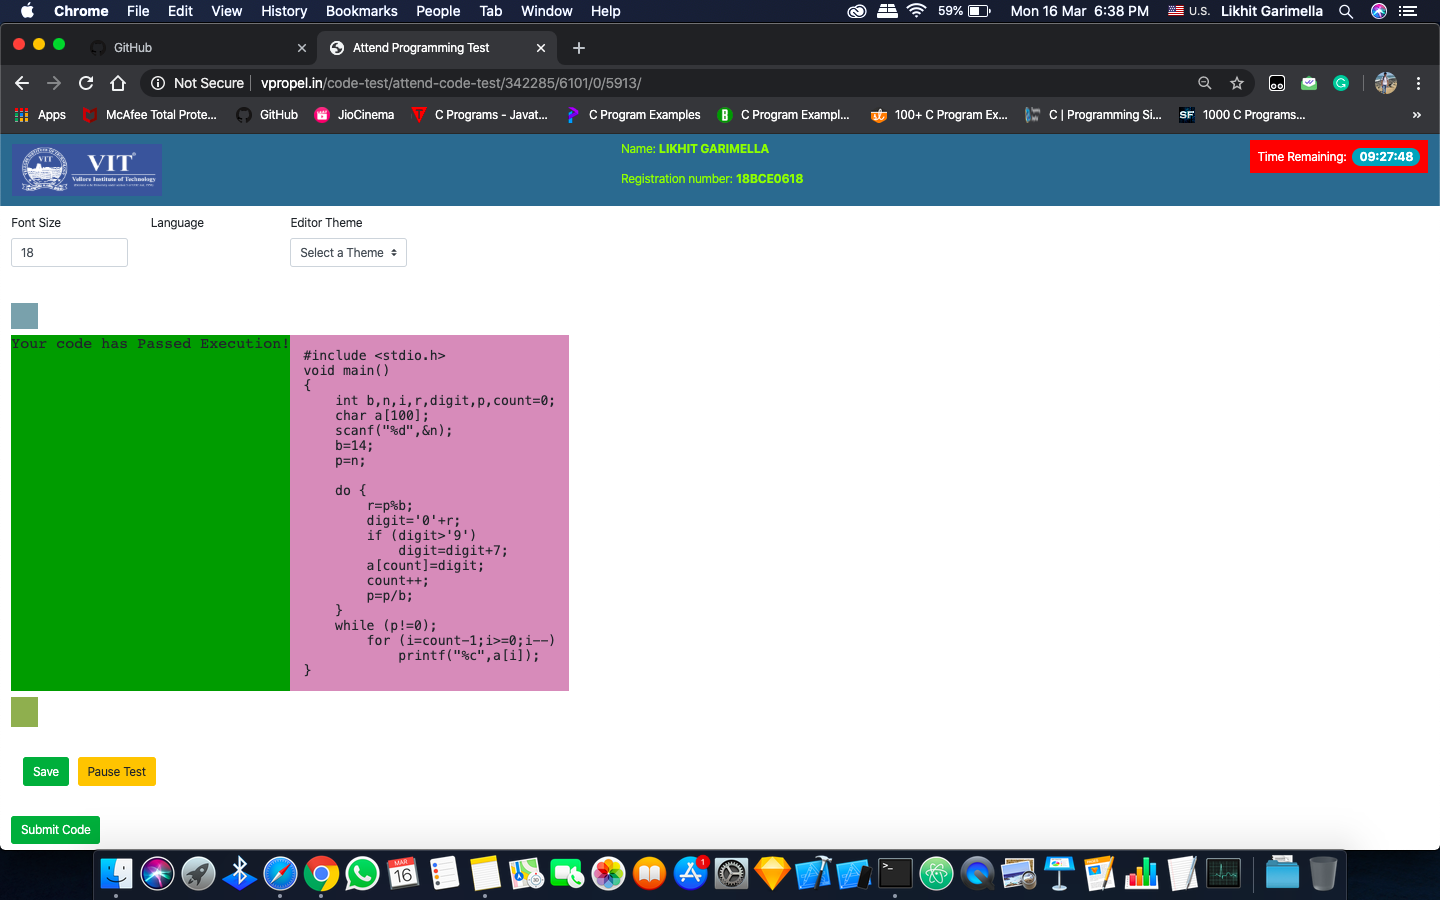 Chrome File Edit View History Bookmarks People Tab Window Help 59% Mon 16 Mar 6:38 PM U.S. Likhit Garimella
GitHub Attend Programming Test
Not Secure vpropel.in/code-test/attend-code-test/342285/6101/0/5913/
Apps McAfee Total Prote... GitHub JioCinema C Programs - Javat... C Program Examples C Program Exampl... 100+ C Program Ex... C | Programming Si... SF 1000 C Programs... »
VIT VIT
Vellore Institute of Technology
Name: LIKHIT GARIMELLA
Registration number: 18BCE0618
Time Remaining: 09:27:48
Font Size Language Editor Theme
18 Select a Theme
Your code has Passed Execution!
#include <stdio.h>
void main()
{
    int b,n,i,r,digit,p,count=0;
    char a[100];
    scanf("%d",&n);
    b=14;
    p=n;
    do {
        r=p%b;
        digit='0'+r;
        if (digit>'9')
            digit=digit+7;
        a[count]=digit;
        count++;
        p=p/b;
    }
    while (p!=0);
        for (i=count-1;i>=0;i--)
            printf("%c",a[i]);
}
Save Pause Test
Submit Code
MAR
16
1